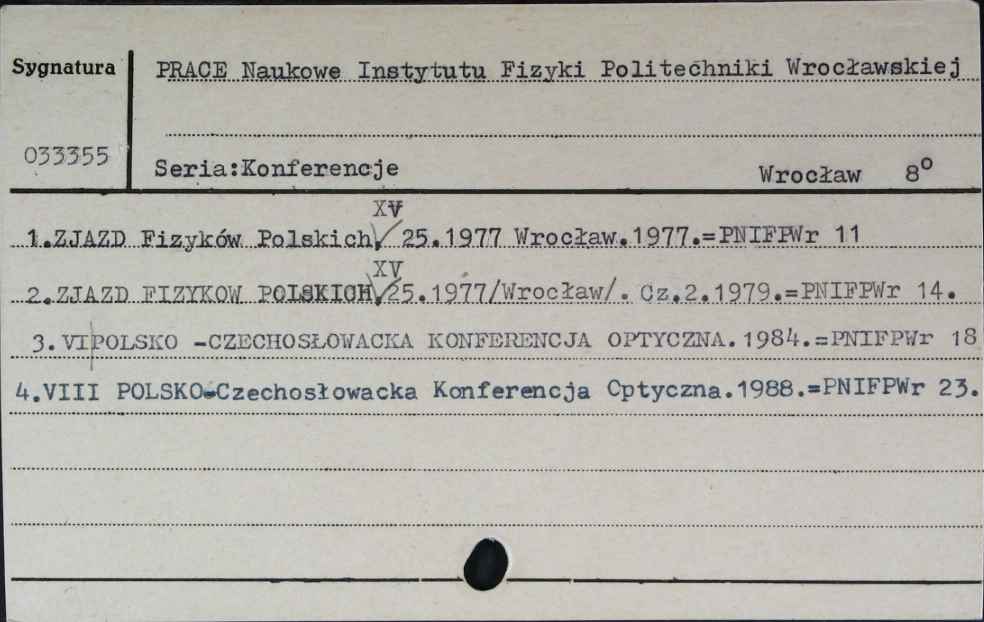 Sygnatura PRACE Naukowe Instytutu Fizyki Politechniki Wrocławskiej
033355 Seria:Konferencje Wrocław 8o
XV
1.ZJAZD Fizyków Polskich, 25.1977 Wrocław.1977.=PNIFPWr 11
XV
2.ZJAZD FIZYKOW POLSKICH, 25.1977/Wrocław/. Cz.2.1979.=PNIFPWr 14.
3.VI POLSKO -CZECHOSŁOWACKA KONFERENCJA OPTYCZNA.1984.=PNIFPWr 18
4.VIII POLSKO-Czechosłowacka Konferencja Cptyczna.1988.=PNIFPWr 23.